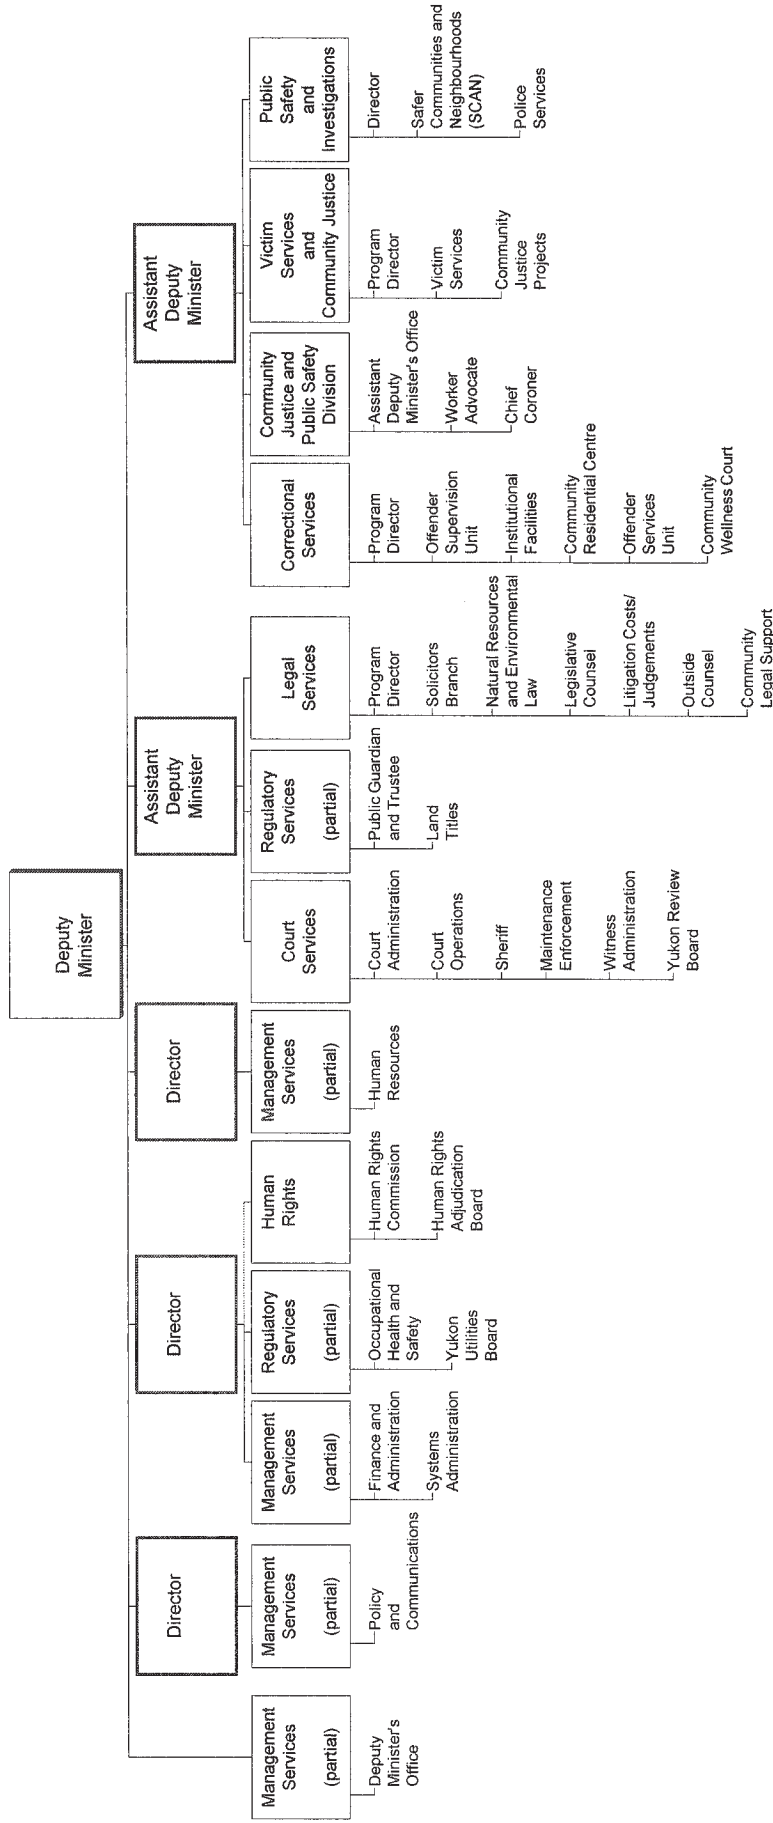 Deputy
Minister
Director
Director
Director
Assistant
Deputy
Minister
Assistant
Deputy
Minister
Management
Services
(partial)
Deputy
Minister's
Office
Management
Services
(partial)
Policy
and
Communications
Management
Services
(partial)
Finance and
Administration
Systems
Administration
Regulatory
Services
(partial)
Occupational
Health and
Safety
Yukon
Utilities
Board
Human
Rights
Human Rights
Commission
Human Rights
Adjudication
Board
Management
Services
(partial)
Human
Resources
Court
Services
Court
Administration
Court
Operations
Sheriff
Maintenance
Enforcement
Witness
Administration
Yukon Review
Board
Regulatory
Services
(partial)
Public Guardian
and Trustee
Land
Titles
Legal
Services
Program
Director
Solicitors
Branch
Natural Resources
and Environmental
Law
Legislative
Counsel
Litigation Costs/
Judgements
Outside
Counsel
Community
Legal Support
Correctional
Services
Program
Director
Offender
Supervision
Unit
Institutional
Facilities
Community
Residential Centre
Offender
Services
Unit
Community
Wellness Court
Community
Justice and
Public Safety
Division
Assistant
Deputy
Minister's Office
Worker
Advocate
Chief
Coroner
Victim
Services
and
Community Justice
Program
Director
Victim
Services
Community
Justice
Projects
Public
Safety
and
Investigations
Director
Safer
Communities and
Neighbourhoods
(SCAN)
Police
Services